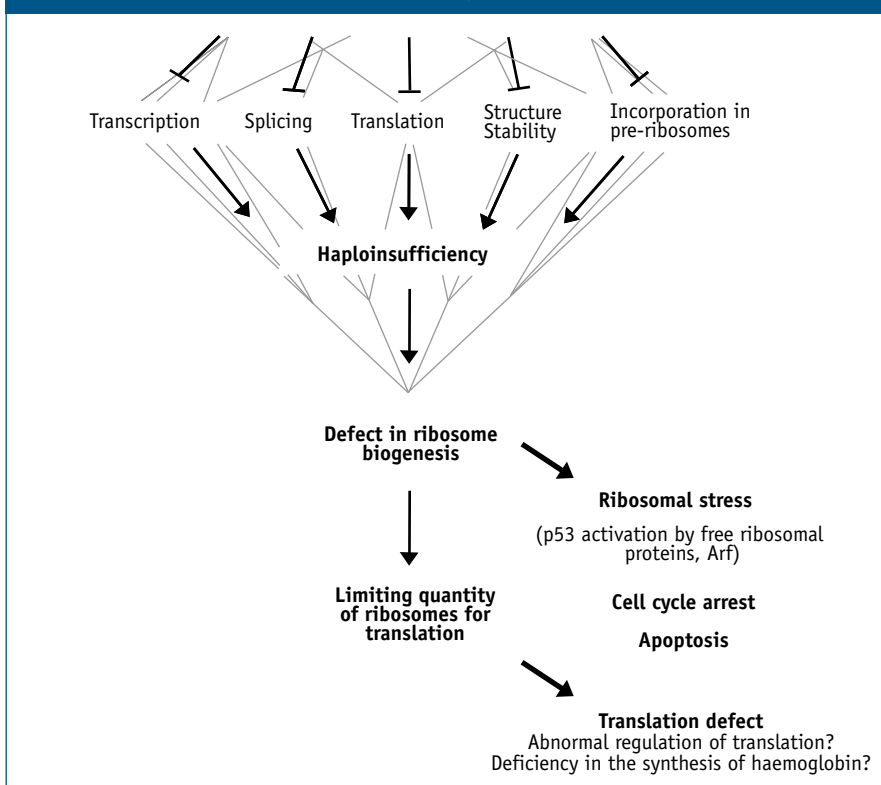 Transcription
Splicing
Translation
Structure
Stability
Incorporation in
pre-ribosomes
Haploinsufficiency
Defect in ribosome
biogenesis
Ribosomal stress
(p53 activation by free ribosomal
proteins, Arf)
Limiting quantity
of ribosomes for
translation
Cell cycle arrest
Apoptosis
Translation defect
Abnormal regulation of translation?
Deficiency in the synthesis of haemoglobin?